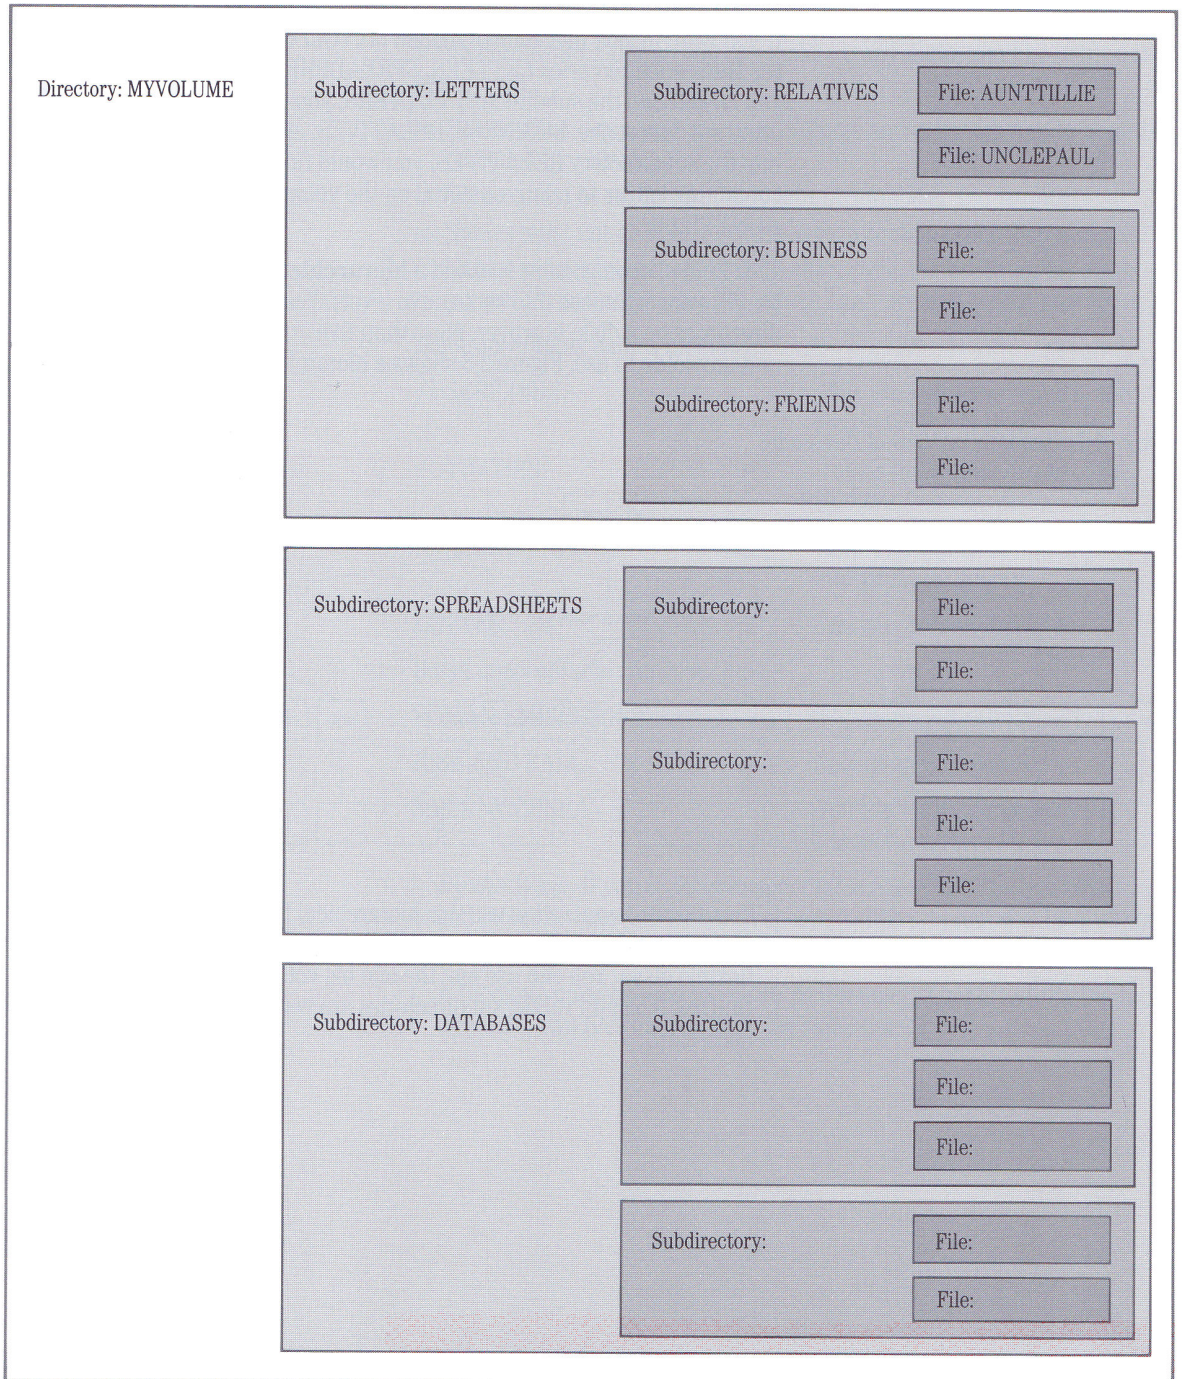 Directory: MYVOLUME
Subdirectory: LETTERS
Subdirectory: RELATIVES
File: AUNTTILLIE
File: UNCLEPAUL
Subdirectory: BUSINESS
File:
File:
Subdirectory: FRIENDS
File:
File:
Subdirectory: SPREADSHEETS
Subdirectory:
File:
File:
Subdirectory:
File:
File:
File:
Subdirectory: DATABASES
Subdirectory:
File:
File:
File:
Subdirectory:
File:
File: